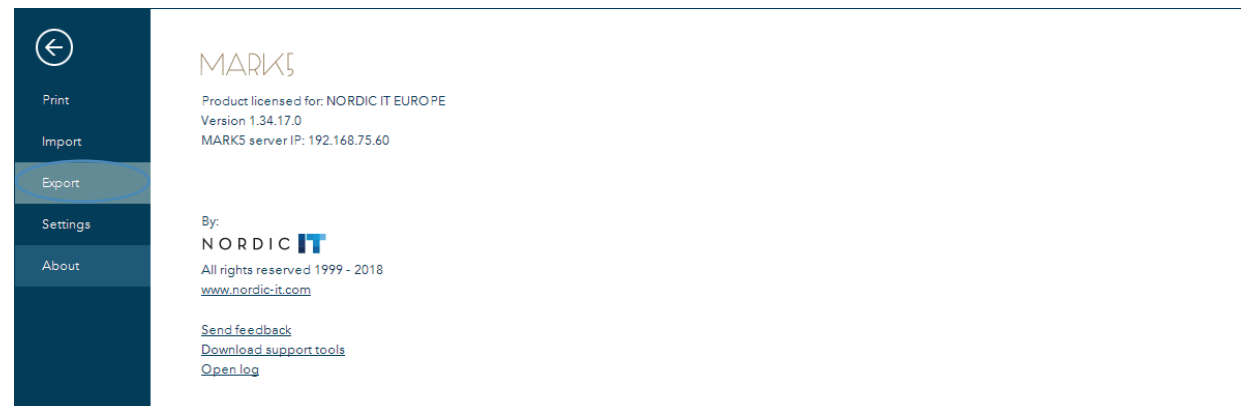 Print
Import
Export
Settings
About
MARK5
Product licensed for: NORDIC IT EUROPE
Version 1.34.17.0
MARK5 server IP: 192.168.75.60
By:
NORDIC IT
All rights reserved 1999 - 2018
www.nordic-it.com
Send feedback
Download support tools
Open log